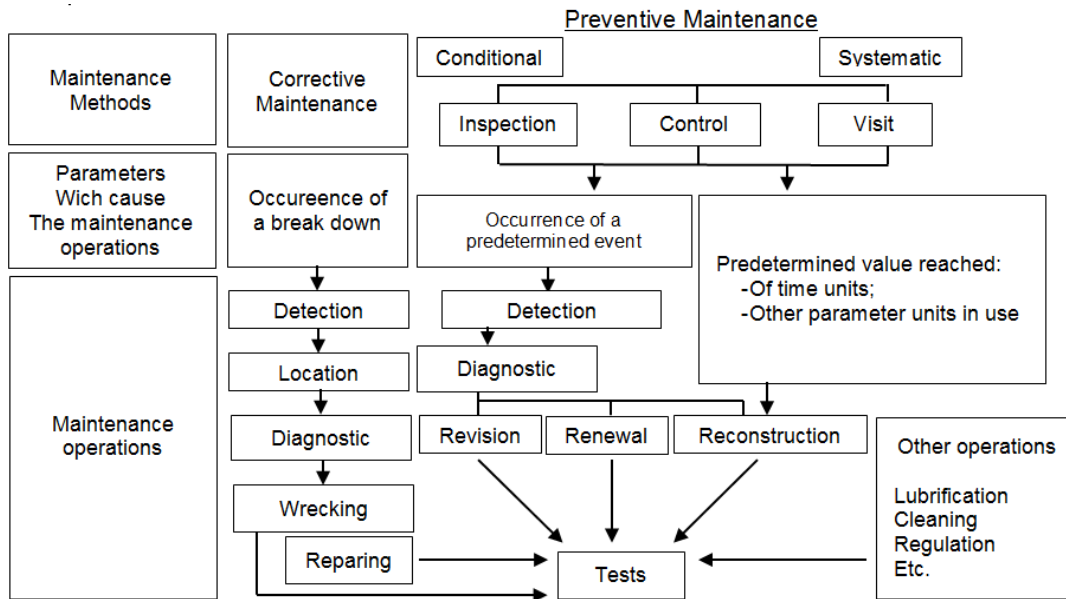 Preventive Maintenance
Maintenance
Methods
Corrective
Maintenance
Conditional
Systematic
Inspection
Control
Visit
Parameters
Wich cause
The maintenance
operations
Occureence of
a break down
Occurrence of a
predetermined event
Predetermined value reached:
-Of time units;
-Other parameter units in use
Maintenance
operations
Detection
Detection
Location
Diagnostic
Diagnostic
Revision
Renewal
Reconstruction
Wrecking
Reparing
Tests
Other operations
Lubrification
Cleaning
Regulation
Etc.